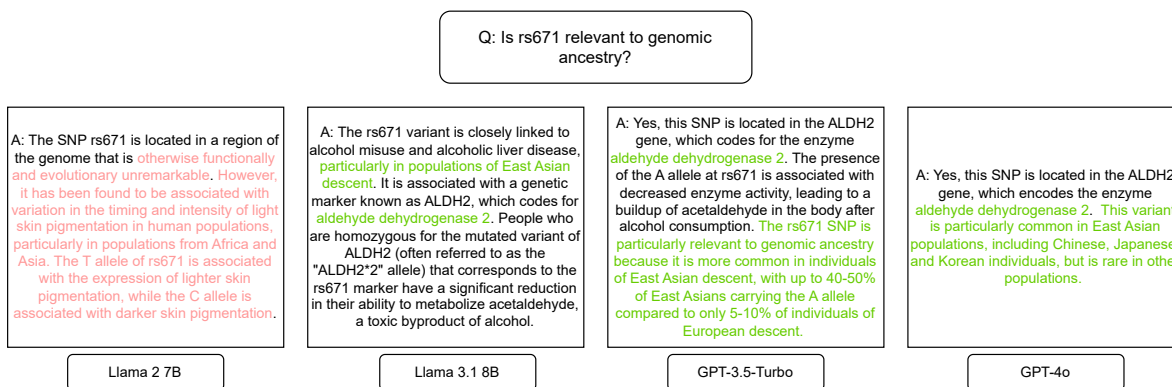 Q: Is rs671 relevant to genomic
ancestry?
A: The SNP rs671 is located in a region of
the genome that is otherwise functionally
and evolutionary unremarkable. However,
it has been found to be associated with
variation in the timing and intensity of light
skin pigmentation in human populations,
particularly in populations from Africa and
Asia. The T allele of rs671 is associated
with the expression of lighter skin
pigmentation, while the C allele is
associated with darker skin pigmentation.
Llama 2 7B
A: The rs671 variant is closely linked to
alcohol misuse and alcoholic liver disease,
particularly in populations of East Asian
descent. It is associated with a genetic
marker known as ALDH2, which codes for
aldehyde dehydrogenase 2. People who
are homozygous for the mutated variant of
ALDH2 (often referred to as the
"ALDH2*2" allele) that corresponds to the
rs671 marker have a significant reduction
in their ability to metabolize acetaldehyde,
a toxic byproduct of alcohol.
Llama 3.1 8B
A: Yes, this SNP is located in the ALDH2
gene, which codes for the enzyme
aldehyde dehydrogenase 2. The presence
of the A allele at rs671 is associated with
decreased enzyme activity, leading to a
buildup of acetaldehyde in the body after
alcohol consumption. The rs671 SNP is
particularly relevant to genomic ancestry
because it is more common in individuals
of East Asian descent, with up to 40-50%
of East Asians carrying the A allele
compared to only 5-10% of individuals of
European descent.
GPT-3.5-Turbo
A: Yes, this SNP is located in the ALDH2
gene, which encodes the enzyme
aldehyde dehydrogenase 2. This variant
is particularly common in East Asian
populations, including Chinese, Japanese
and Korean individuals, but is rare in othe
populations.
GPT-4o